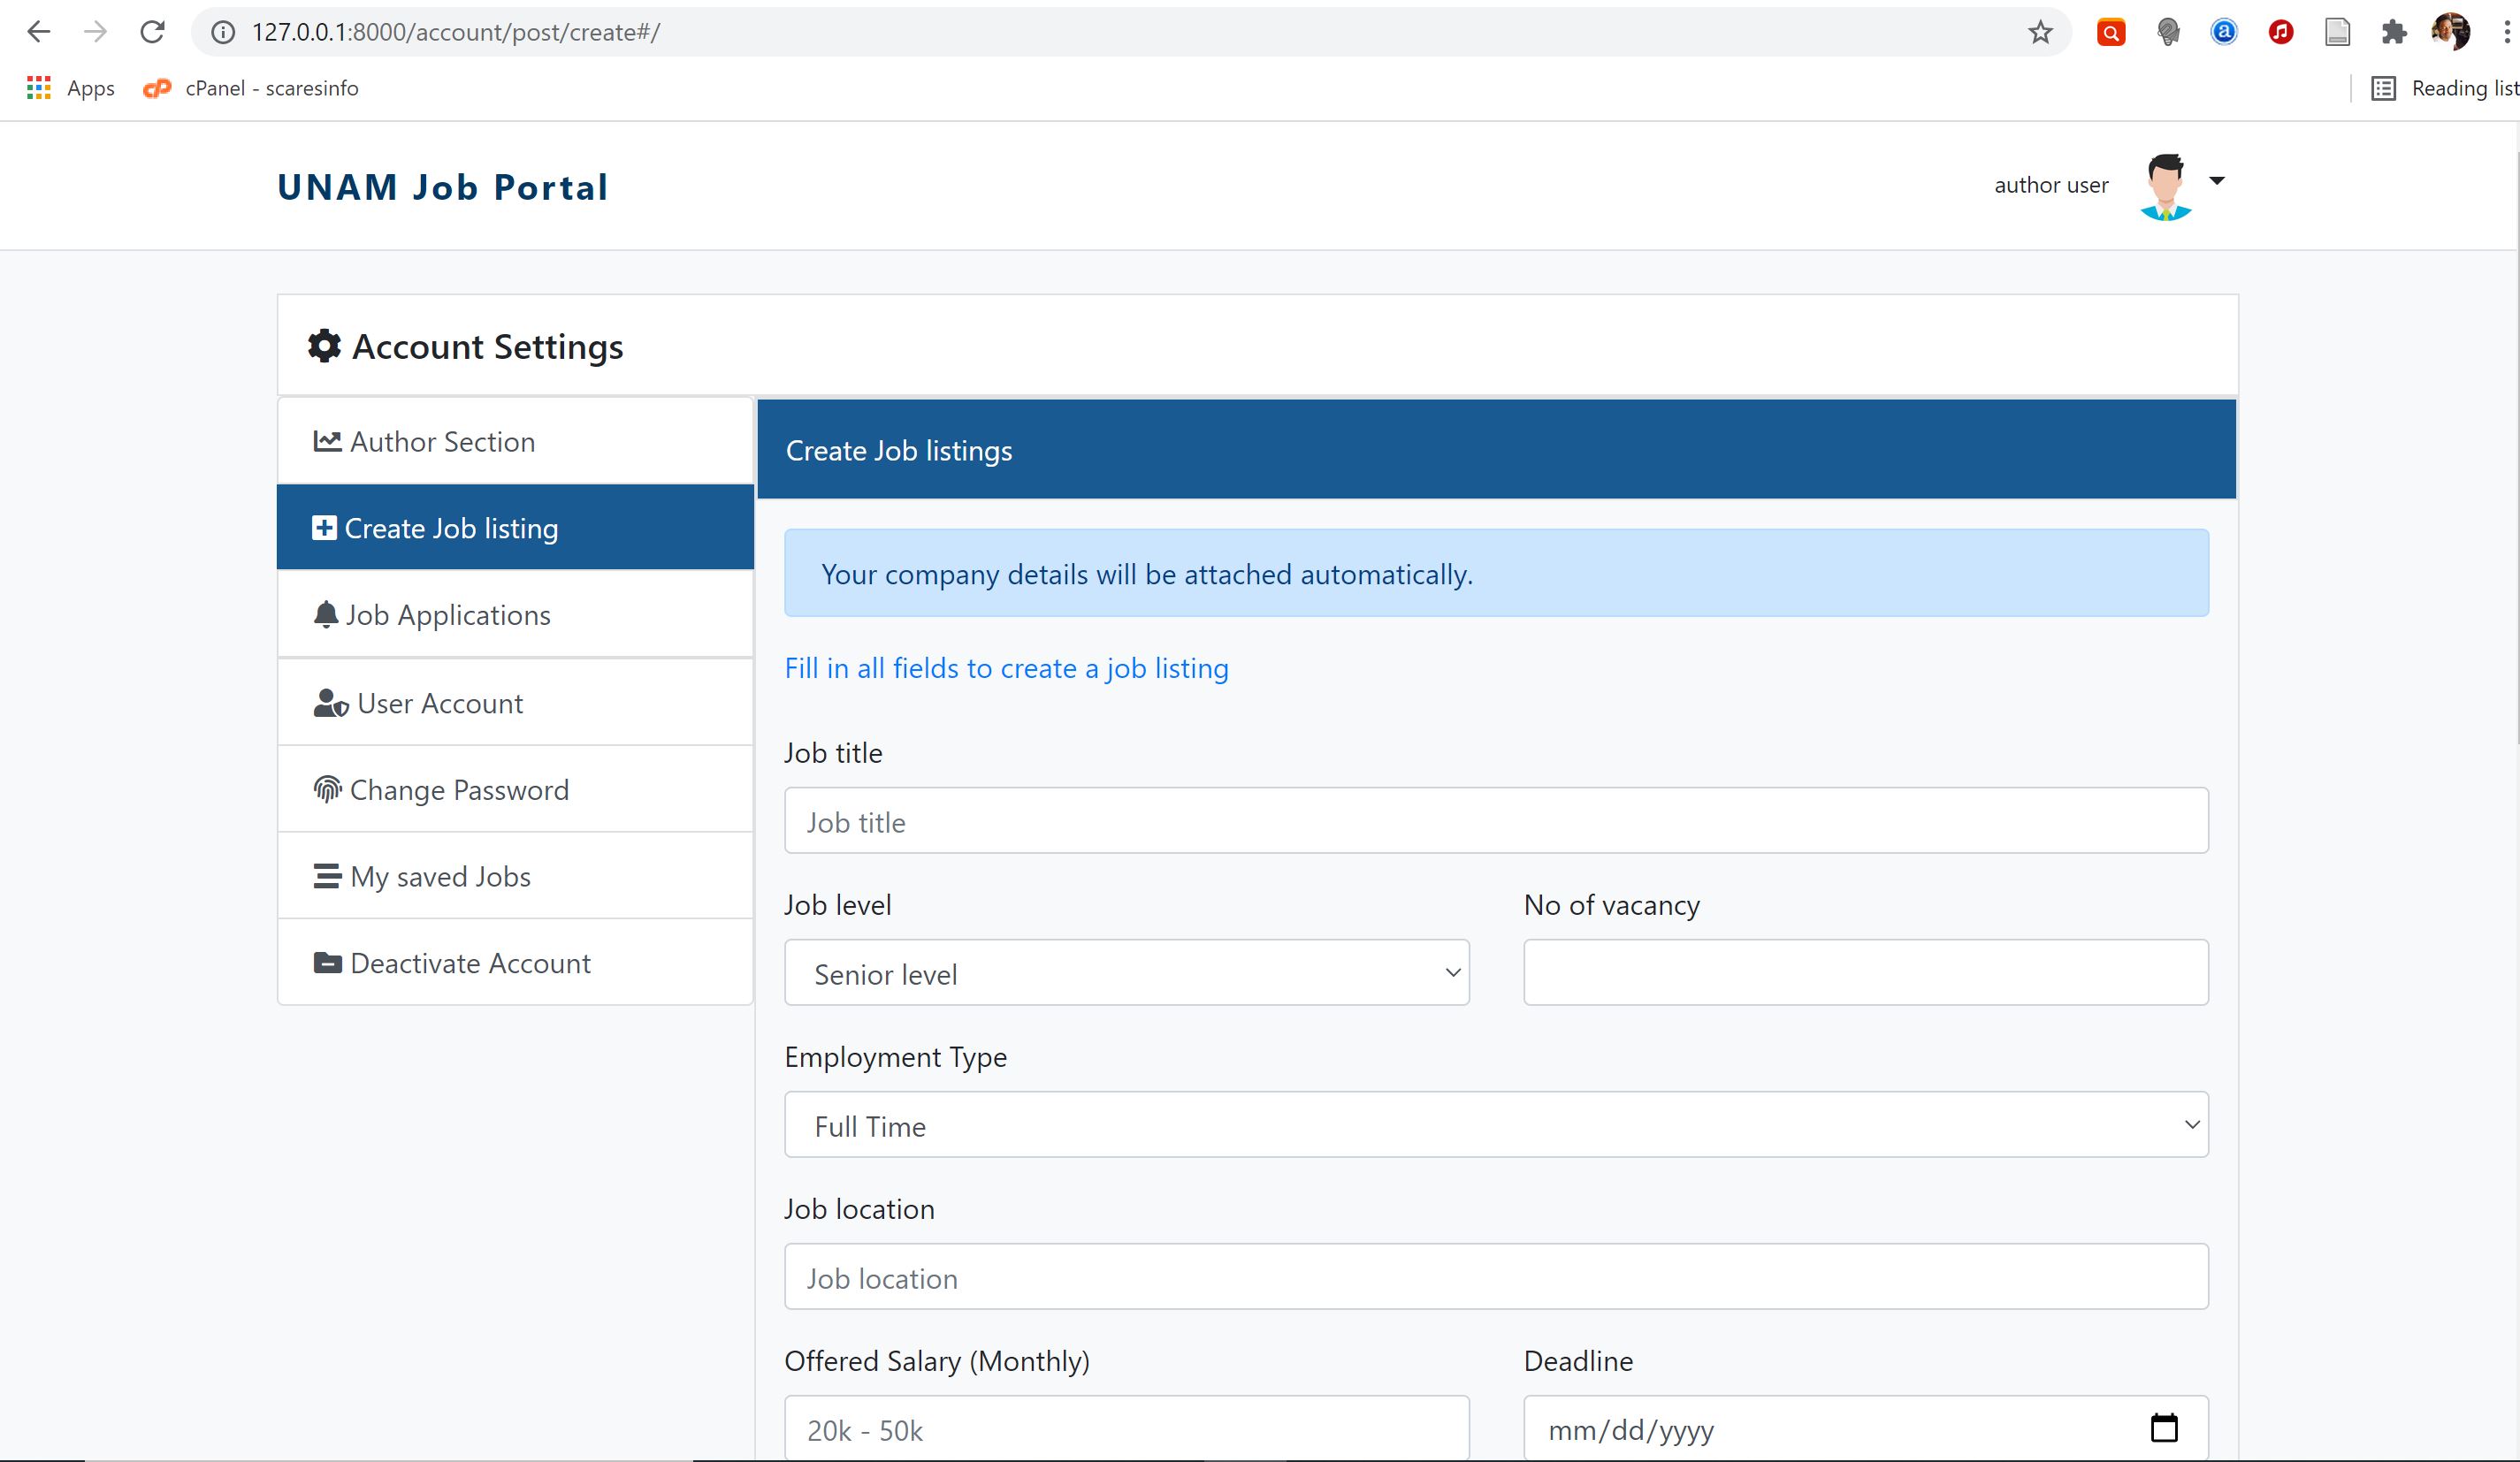 127.0.0.1:8000/account/post/create#/
Apps
cPanel - scaresinfo
Reading list
UNAM Job Portal
author user
Account Settings
Author Section
Create Job listing
Job Applications
User Account
Change Password
My saved Jobs
Deactivate Account
Create Job listings
Your company details will be attached automatically.
Fill in all fields to create a job listing
Job title
Job title
Job level
No of vacancy
Senior level
Employment Type
Full Time
Job location
Job location
Offered Salary (Monthly)
Deadline
20k - 50k
mm/dd/yyyy